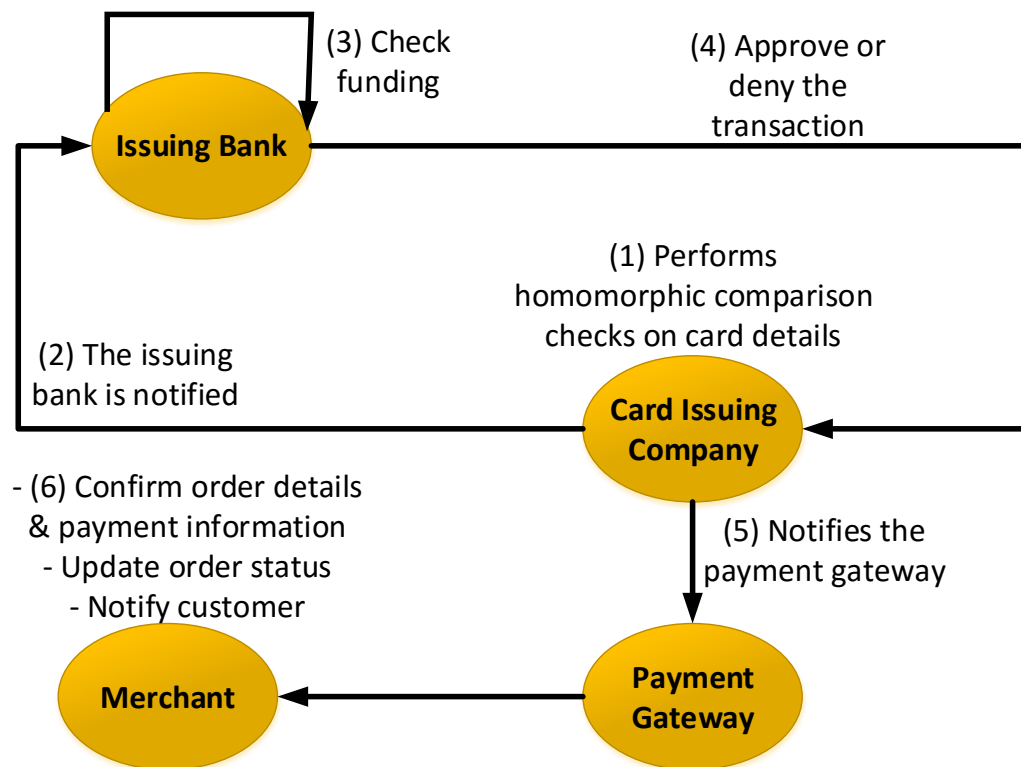 (3) Check
funding
(4) Approve or
deny the
transaction
Issuing Bank
(1) Performs
homomorphic comparison
checks on card details
(2) The issuing
bank is notified
Card Issuing
Company
- (6) Confirm order details
& payment information
- Update order status
- Notify customer
(5) Notifies the
payment gateway
Merchant
Payment
Gateway